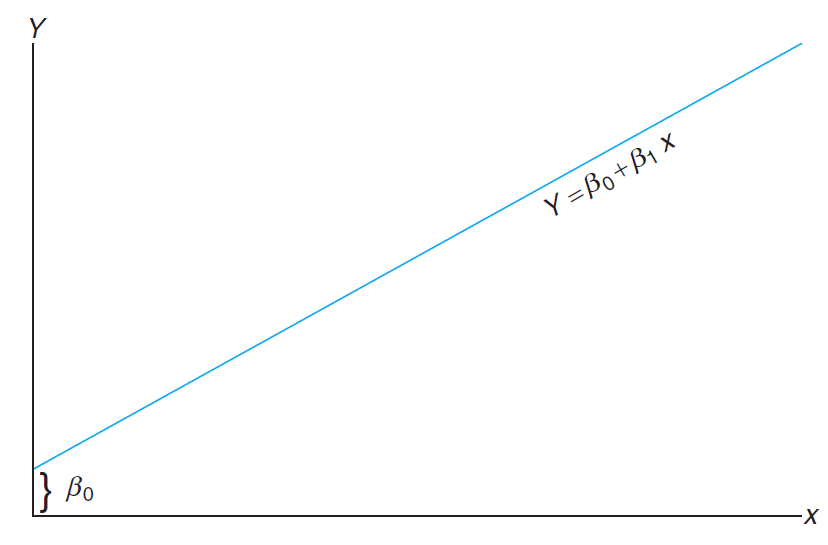 Y
Y = β₀ + β₁ x
} β₀
x